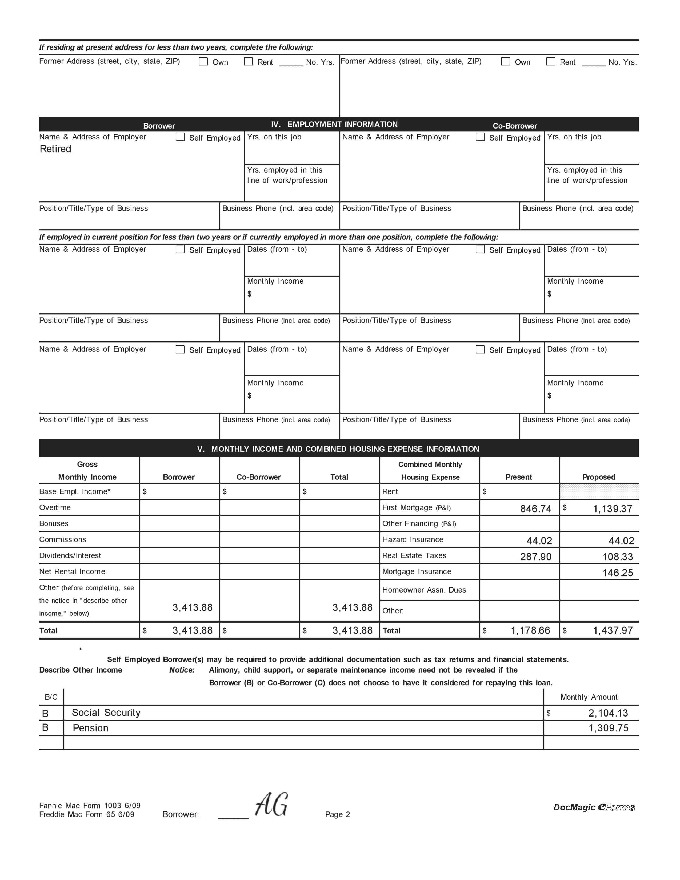 If residing at present address for less than two years, complete the following:
Former Address (street, city, state, ZIP) Own Rent _____ No. Yrs. Former Address (street, city, state, ZIP) Own Rent _____ No. Yrs.
Borrower IV. EMPLOYMENT INFORMATION Co-Borrower
Name & Address of Employer Self Employed Yrs. on this job Name & Address of Employer Self Employed Yrs. on this job
Retired
Yrs. employed in this Yrs. employed in this
line of work/profession line of work/profession
Position/Title/Type of Business Business Phone (incl. area code) Position/Title/Type of Business Business Phone (incl. area code)
If employed in current position for less than two years or if currently employed in more than one position, complete the following:
Name & Address of Employer Self Employed Dates (from - to) Name & Address of Employer Self Employed Dates (from - to)
Monthly Income Monthly Income
$ $
Position/Title/Type of Business Business Phone (incl. area code) Position/Title/Type of Business Business Phone (incl. area code)
Name & Address of Employer Self Employed Dates (from - to) Name & Address of Employer Self Employed Dates (from - to)
Monthly Income Monthly Income
$ $
Position/Title/Type of Business Business Phone (incl. area code) Position/Title/Type of Business Business Phone (incl. area code)
V. MONTHLY INCOME AND COMBINED HOUSING EXPENSE INFORMATION
Gross Combined Monthly
Monthly Income Borrower Co-Borrower Total Housing Expense Present Proposed
Base Empl. Income* $ $ $ Rent $
Overtime First Mortgage (P&I) 846.74 $ 1,139.37
Bonuses Other Financing (P&I)
Commissions Hazard Insurance 44.02 44.02
Dividends/Interest Real Estate Taxes 287.90 108.33
Net Rental Income Mortgage Insurance 146.25
Other (before completing, see Homeowner Assn. Dues
the notice in "describe other
income," below) 3,413.88 3,413.88 Other:
Total $ 3,413.88 $ $ 3,413.88 Total $ 1,178.66 $ 1,437.97
*
Self Employed Borrower(s) may be required to provide additional documentation such as tax returns and financial statements.
Describe Other Income Notice: Alimony, child support, or separate maintenance income need not be revealed if the
Borrower (B) or Co-Borrower (C) does not choose to have it considered for repaying this loan.
B/C Monthly Amount
B Social Security $ 2,104.13
B Pension 1,309.75
AG
Fannie Mae Form 1003 6/09
Freddie Mac Form 65 6/09 Borrower _____ Page 2 DocMagic